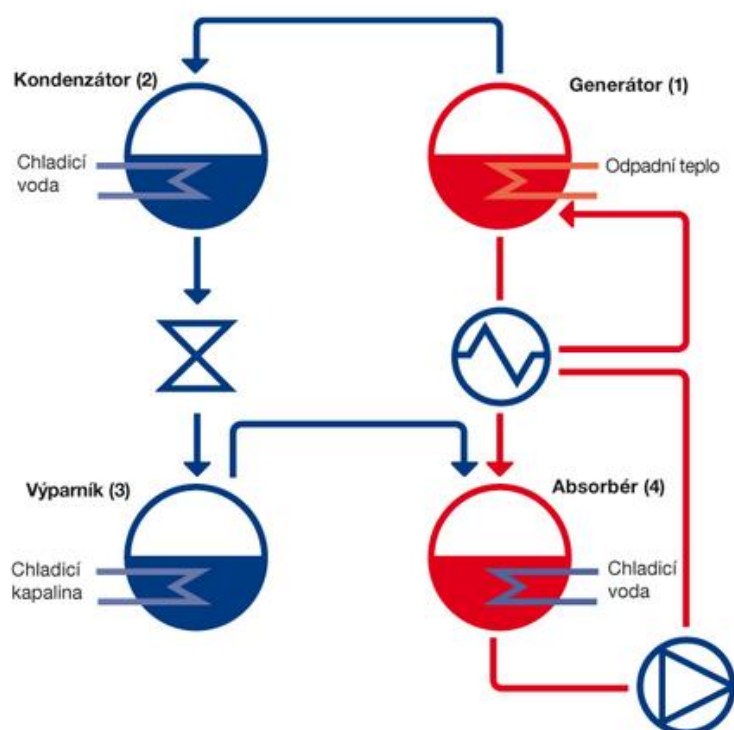 Kondenzátor (2)
Generátor (1)
Chladicí
voda
Odpadní teplo
Výparník (3)
Absorbér (4)
Chladicí
kapalina
Chladicí
voda